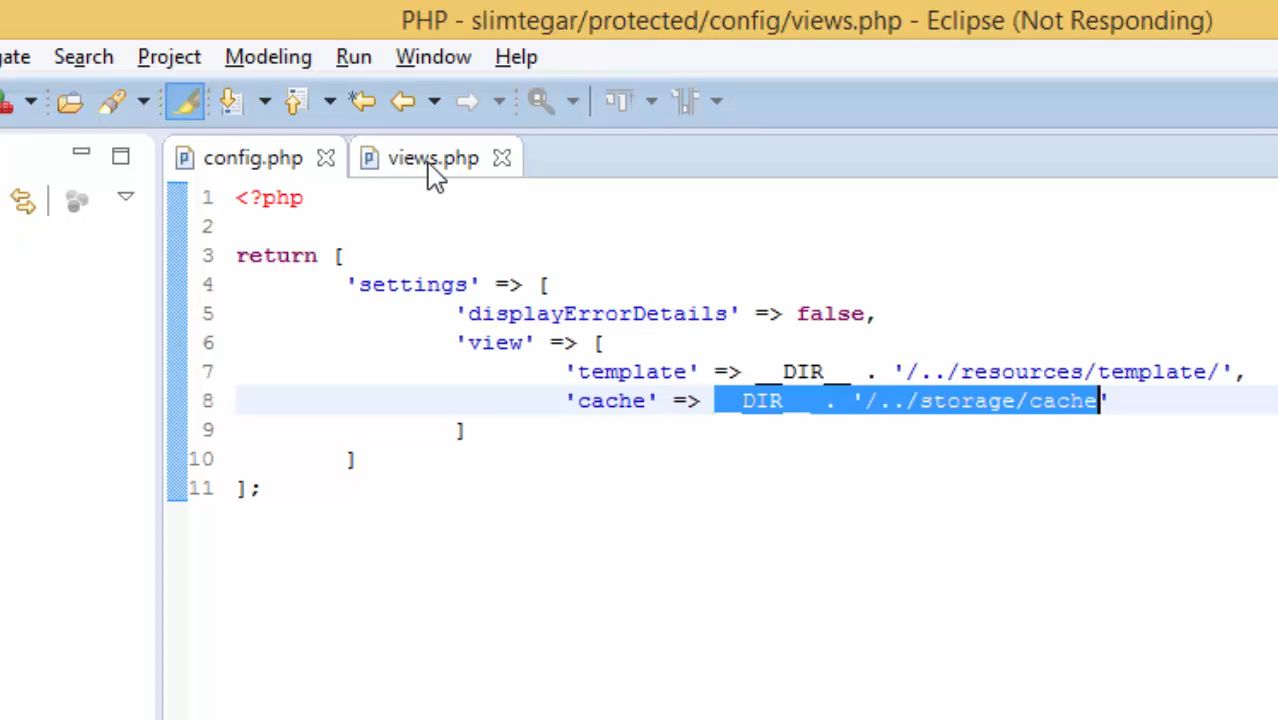 PHP - slimtegar/protected/config/views.php - Eclipse (Not Responding)
gate Search Project Modeling Run Window Help
config.php views.php
1 <?php
2
3 return [
4 'settings' => [
5 'displayErrorDetails' => false,
6 'view' => [
7 'template' => __DIR__ . '/../resources/template/',
8 'cache' => __DIR__ . '/../storage/cache'
9 ]
10 ]
11 ];